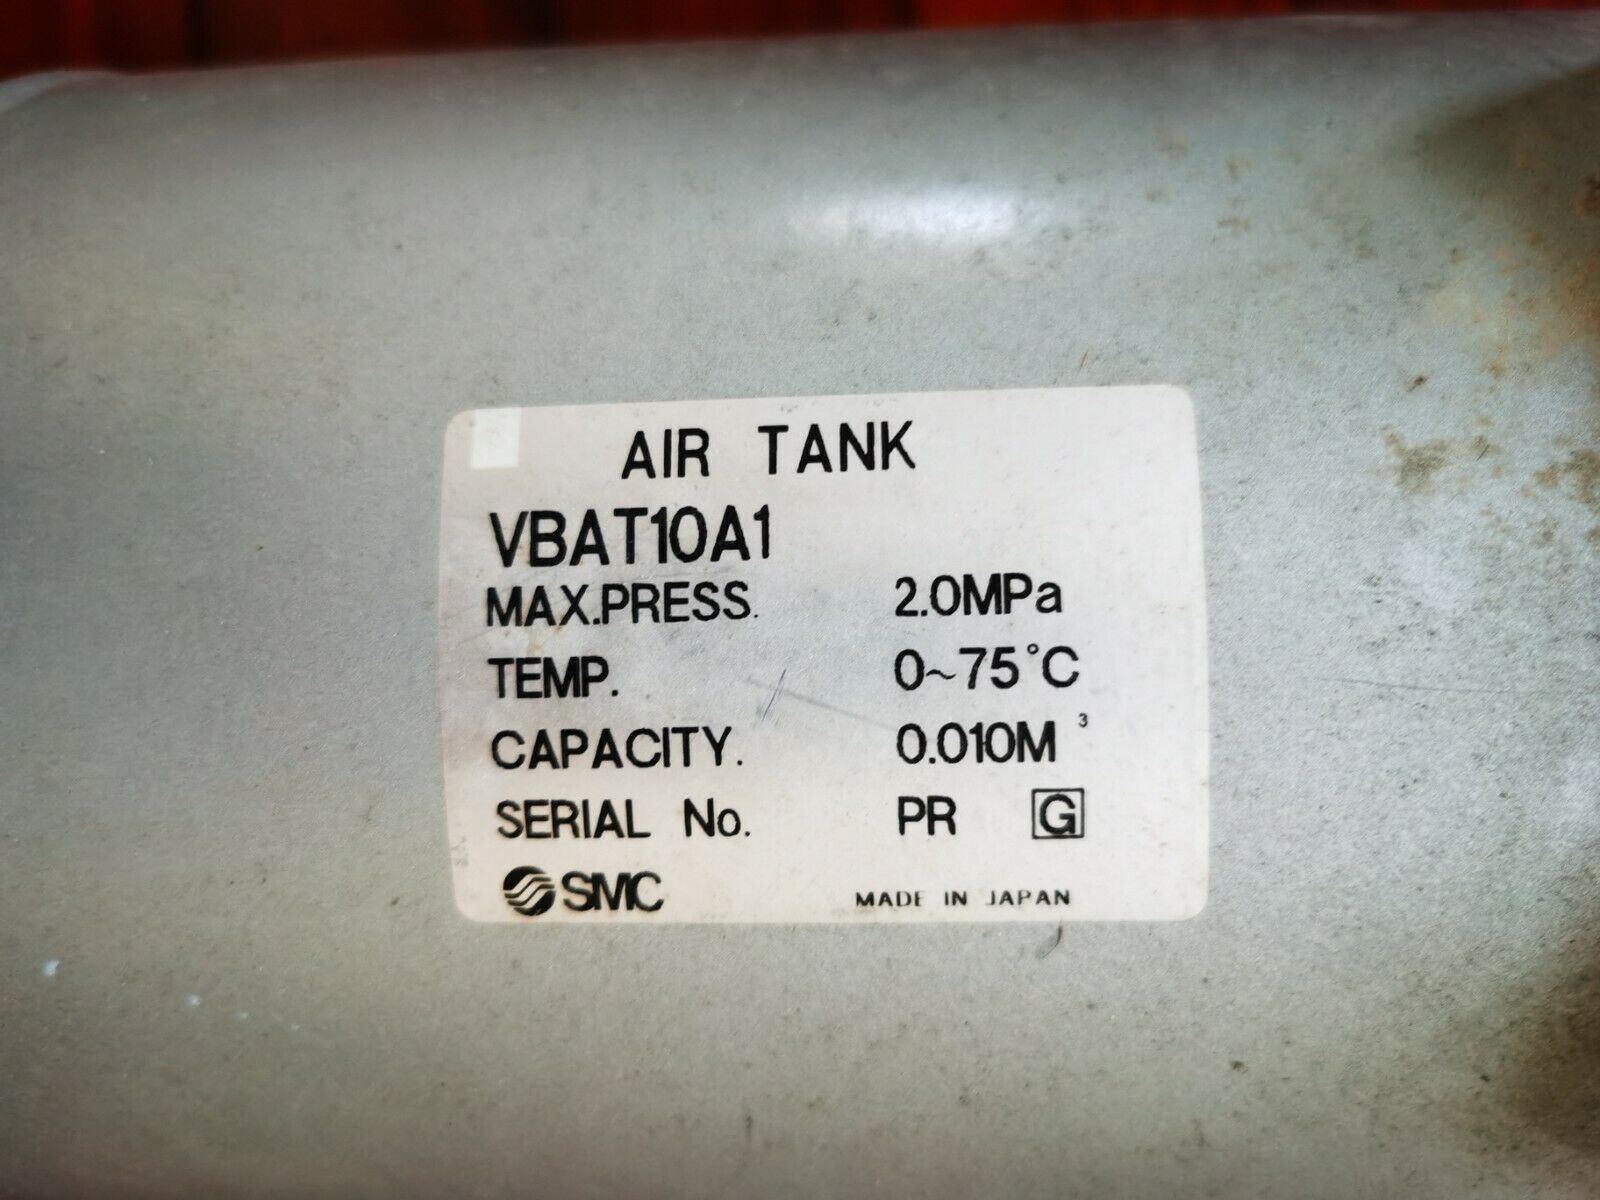 AIR TANK
VBAT10A1
MAX.PRESS. 2.0MPa
TEMP. 0~75°C
CAPACITY. 0.010M³
SERIAL No. PR G
SMC MADE IN JAPAN